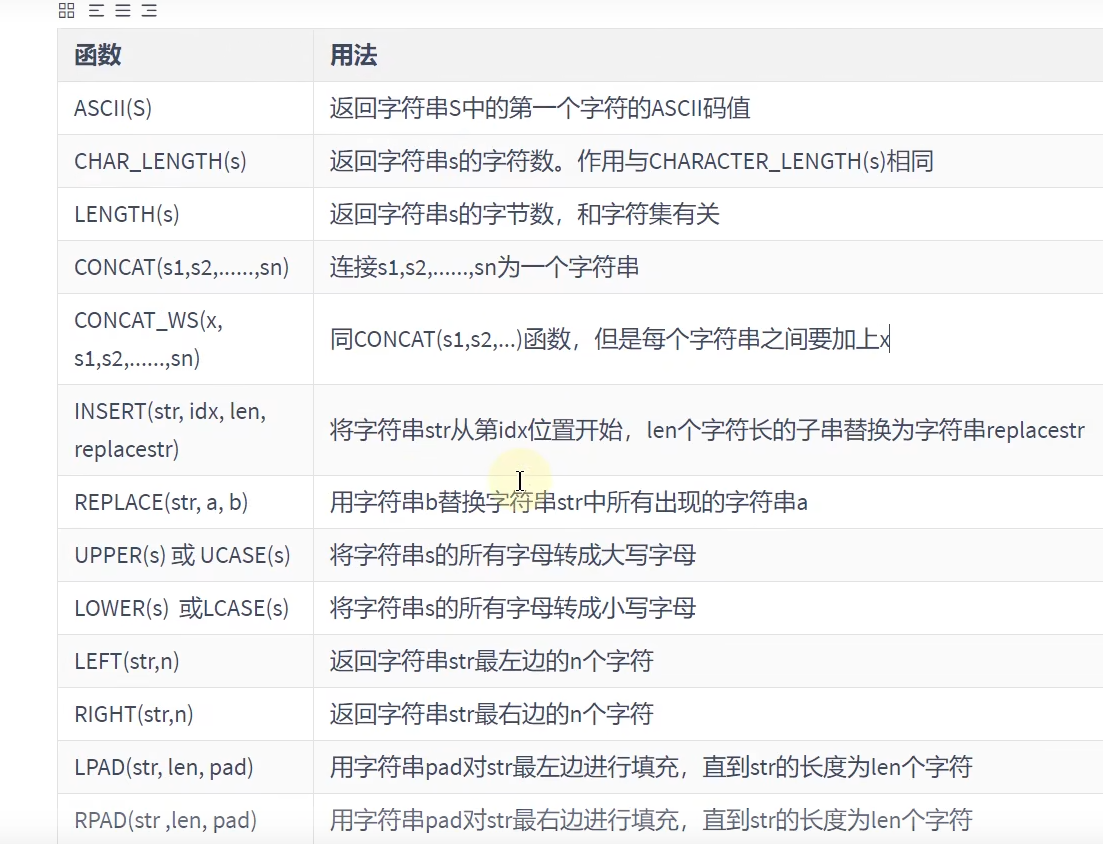 函数 用法
ASCII(S) 返回字符串S中的第一个字符的ASCII码值
CHAR_LENGTH(s) 返回字符串s的字符数。作用与CHARACTER_LENGTH(s)相同
LENGTH(s) 返回字符串s的字节数，和字符集有关
CONCAT(s1,s2,......,sn) 连接s1,s2,......,sn为一个字符串
CONCAT_WS(x,
s1,s2,......,sn) 同CONCAT(s1,s2,...)函数，但是每个字符串之间要加上x
INSERT(str, idx, len,
replacestr) 将字符串str从第idx位置开始，len个字符长的子串替换为字符串replacestr
REPLACE(str, a, b) 用字符串b替换字符串str中所有出现的字符串a
UPPER(s) 或 UCASE(s) 将字符串s的所有字母转成大写字母
LOWER(s) 或LCASE(s) 将字符串s的所有字母转成小写字母
LEFT(str,n) 返回字符串str最左边的n个字符
RIGHT(str,n) 返回字符串str最右边的n个字符
LPAD(str, len, pad) 用字符串pad对str最左边进行填充，直到str的长度为len个字符
RPAD(str ,len, pad) 用字符串pad对str最右边进行填充，直到str的长度为len个字符